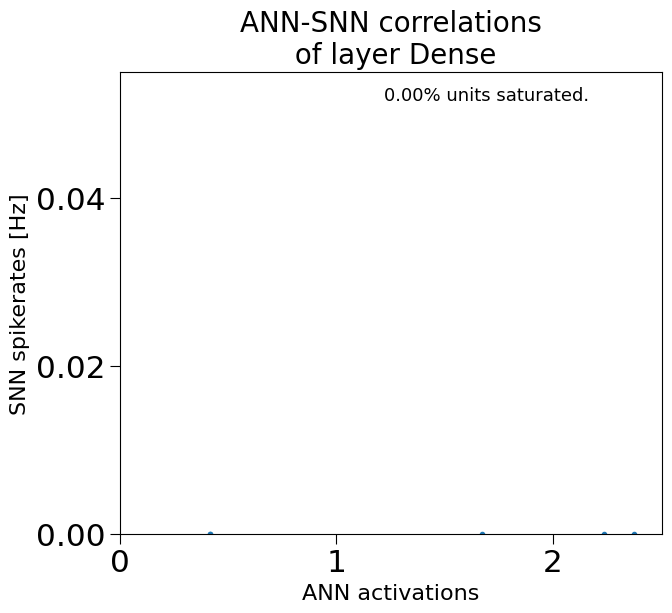 ANN-SNN correlations
of layer Dense
0.00% units saturated.
SNN spikerates [Hz]
0.04
0.02
0.00
0
1
2
ANN activations